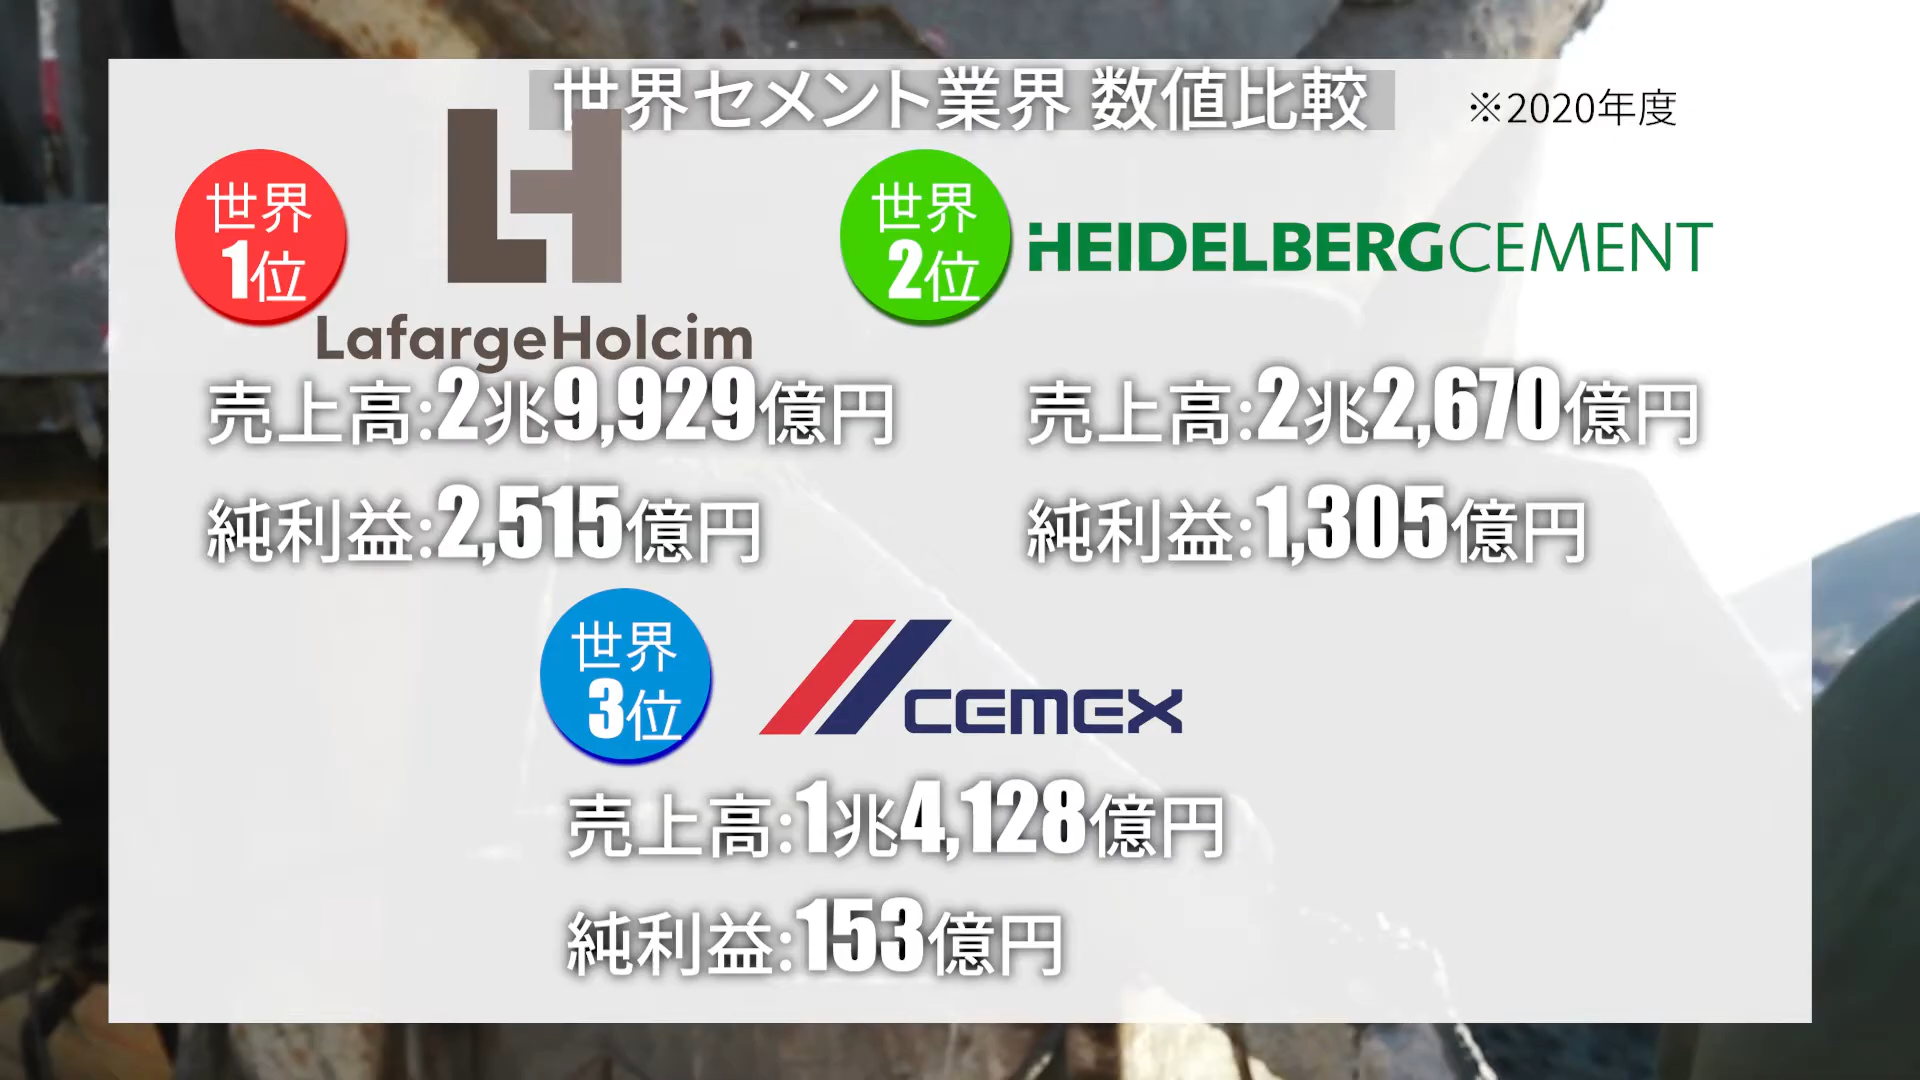 世界セメント業界 数値比較
※2020年度
世界
1位
LH
LafargeHolcim
売上高:2兆9,929億円
純利益:2,515億円
世界
2位
HEIDELBERGCEMENT
売上高:2兆2,670億円
純利益:1,305億円
世界
3位
CEMEX
売上高:1兆4,128億円
純利益:153億円